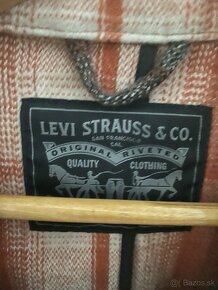 LEVI STRAUSS & CO.
SAN FRANCISCO
CAL
ORIGINAL RIVETED
QUALITY CLOTHING
Bazos.sk